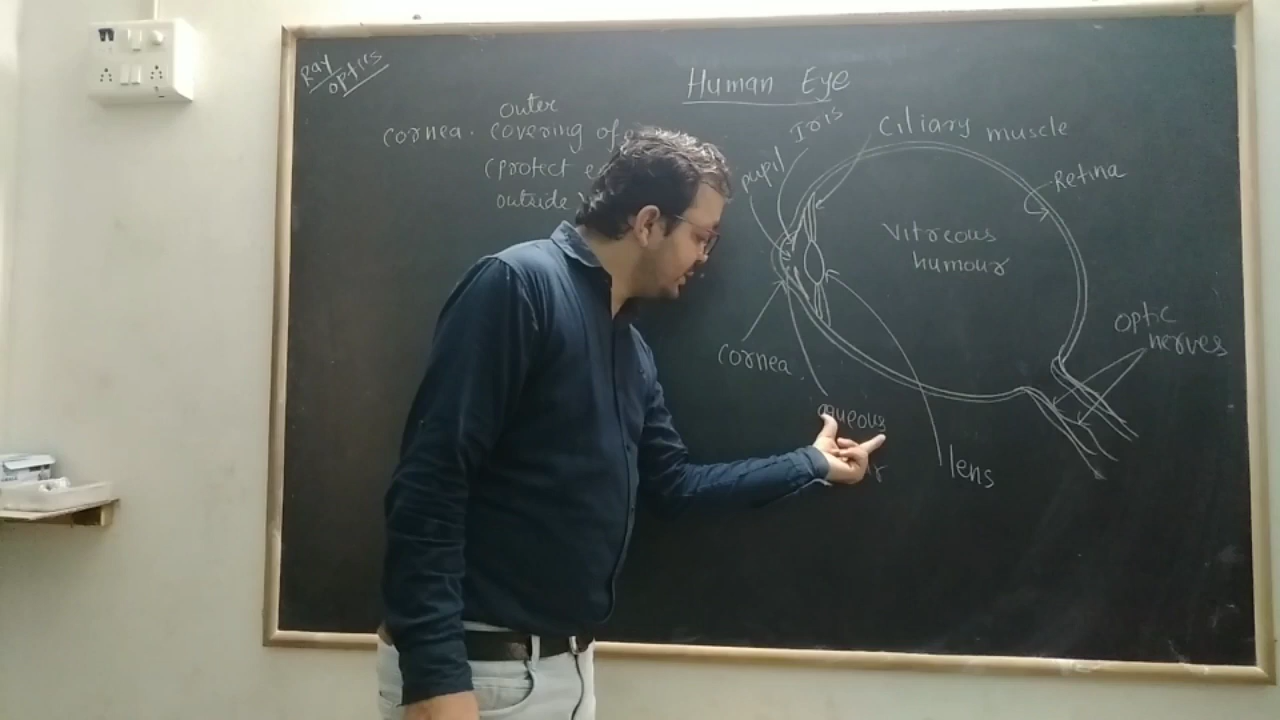 Ray
optics
Human Eye
outer
cornea. covering of
(protect
outside
Iris
pupil
Ciliary muscle
Retina
Vitreous
humour
optic
nerves
cornea
aqueous
lens